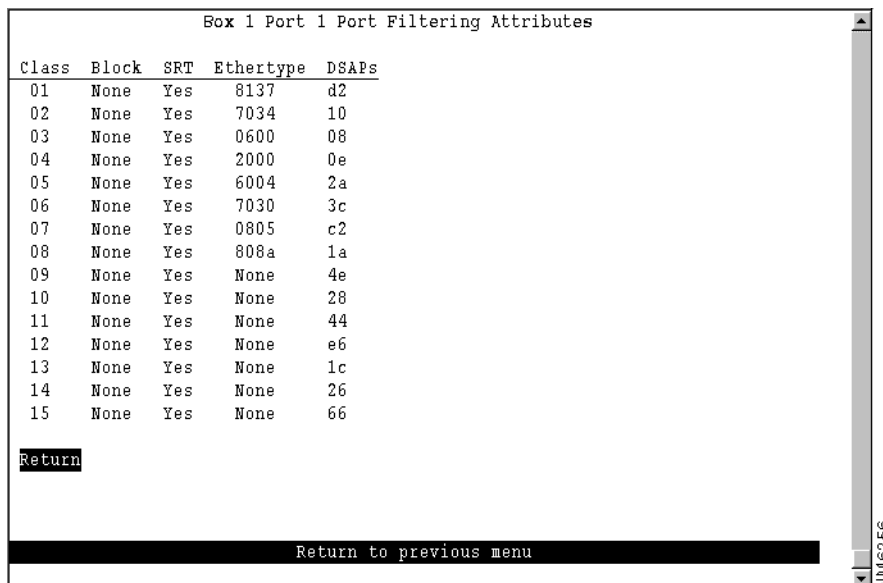 Box 1 Port 1 Port Filtering Attributes
Class Block SRT Ethertype DSAPs
01 None Yes 8137 d2
02 None Yes 7034 10
03 None Yes 0600 08
04 None Yes 2000 0e
05 None Yes 6004 2a
06 None Yes 7030 3c
07 None Yes 0805 c2
08 None Yes 808a 1a
09 None Yes None 4e
10 None Yes None 28
11 None Yes None 44
12 None Yes None e6
13 None Yes None 1c
14 None Yes None 26
15 None Yes None 66
Return
Return to previous menu